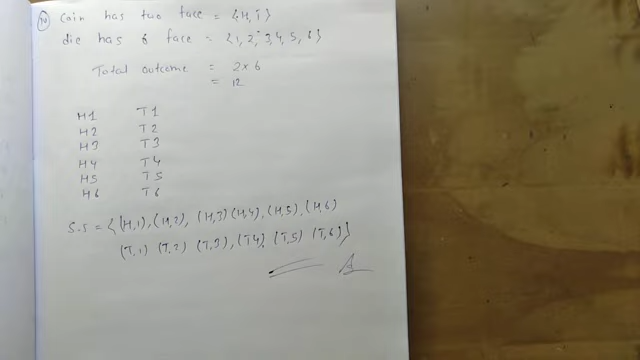 Coin has two face = {H, T}
die has 6 face = {1, 2, 3, 4, 5, 6}
Total outcome = 2 × 6
= 12
H1 T1
H2 T2
H3 T3
H4 T4
H5 T5
H6 T6
S.S = {(H,1), (H,2), (H,3) (H,4), (H,5), (H,6)
(T,1) (T,2) (T,3), (T4) (T,5) (T,6)}